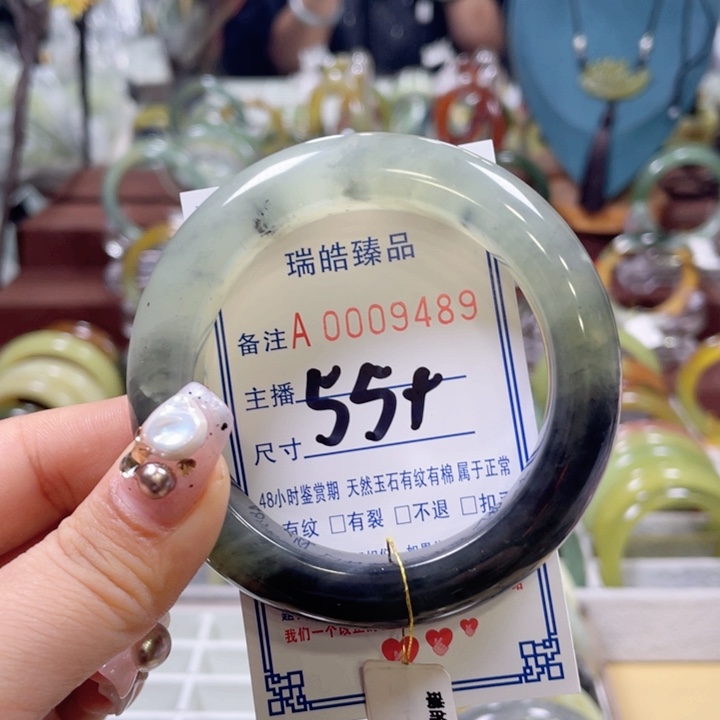 瑞皓臻品
备注A 0009489
主播 55+
尺寸
48小时鉴赏期 天然玉石有纹有棉 属于正常
有纹 □有裂 □不退 □扣
我们一个